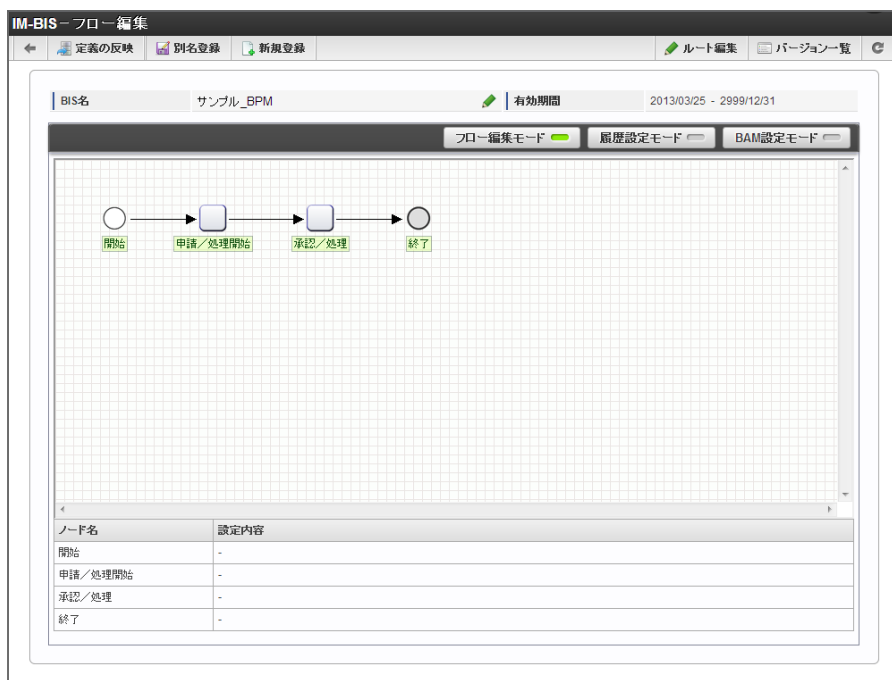 IM-BIS－フロー編集
定義の反映 別名登録 新規登録 ルート編集 バージョン一覧
BIS名 サンプル_BPM 有効期間 2013/03/25 - 2999/12/31
フロー編集モード 履歴設定モード BAM設定モード
開始 申請／処理開始 承認／処理 終了
ノード名 設定内容
開始 -
申請／処理開始 -
承認／処理 -
終了 -